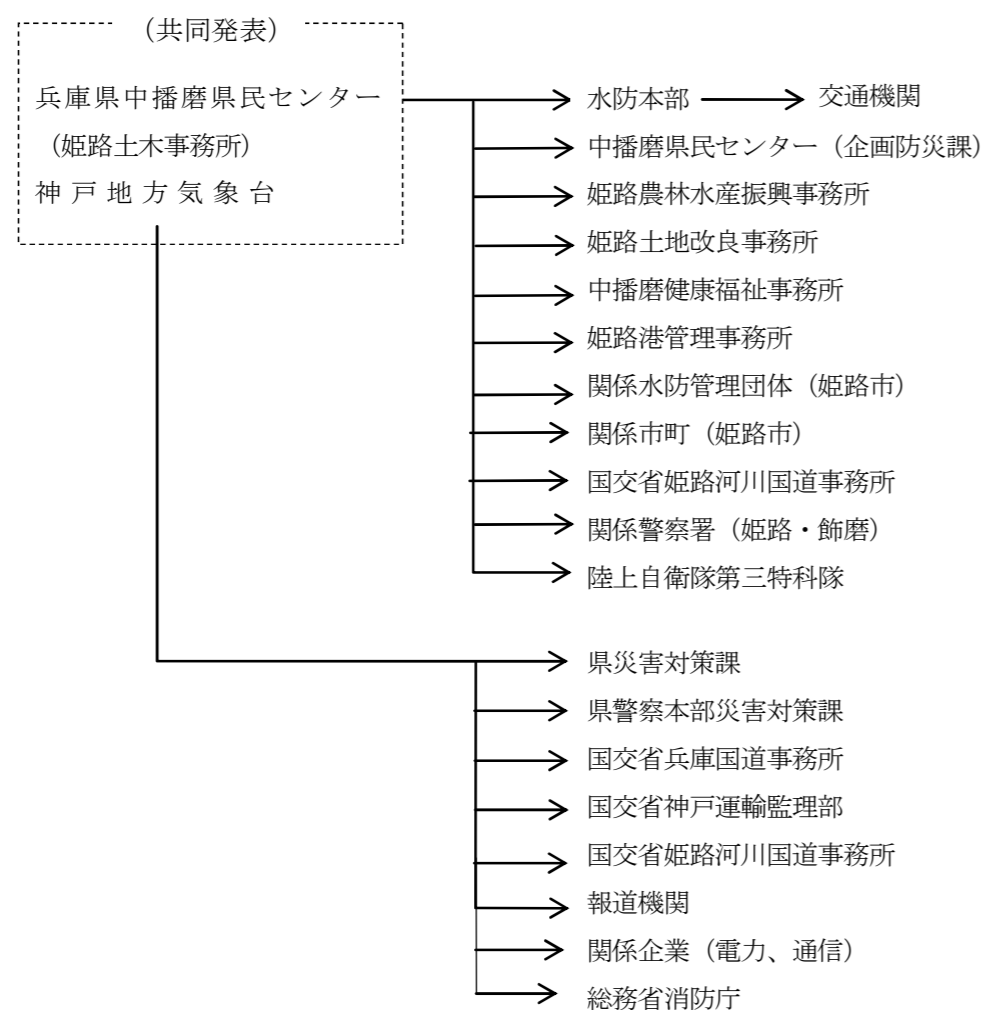 （共同発表）
兵庫県中播磨県民センター
（姫路土木事務所）
神戸地方気象台
水防本部 交通機関
中播磨県民センター（企画防災課）
姫路農林水産振興事務所
姫路土地改良事務所
中播磨健康福祉事務所
姫路港管理事務所
関係水防管理団体（姫路市）
関係市町（姫路市）
国交省姫路河川国道事務所
関係警察署（姫路・飾磨）
陸上自衛隊第三特科隊
県災害対策課
県警察本部災害対策課
国交省兵庫国道事務所
国交省神戸運輸監理部
国交省姫路河川国道事務所
報道機関
関係企業（電力、通信）
総務省消防庁